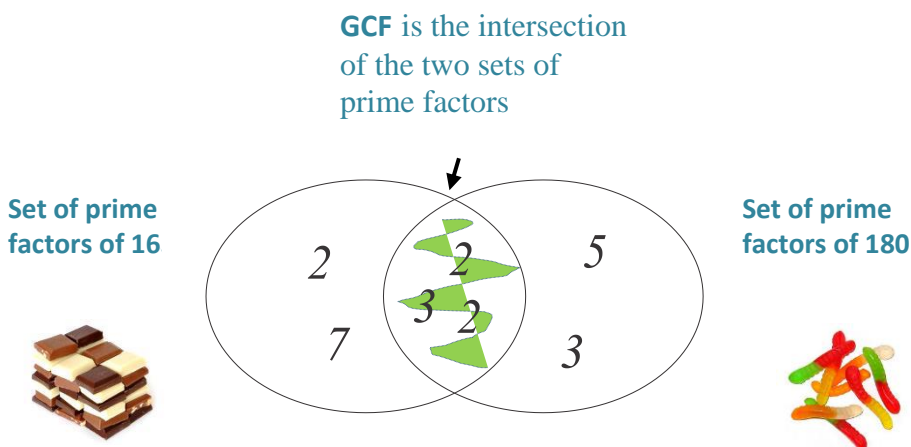 GCF is the intersection
of the two sets of
prime factors
Set of prime
factors of 16
Set of prime
factors of 180
2
2
5
3
2
7
3